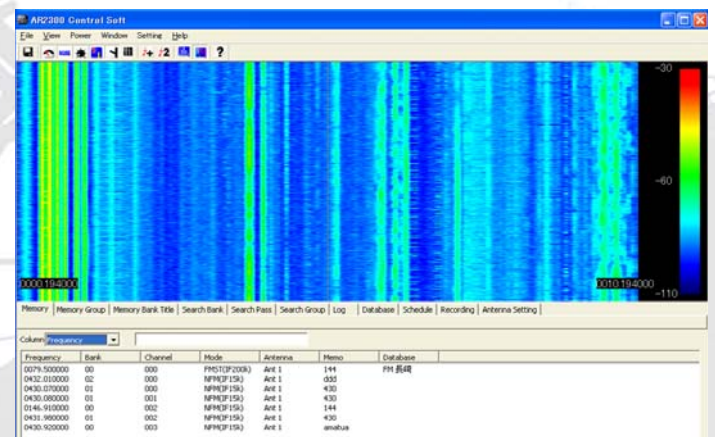 AR2300 Control Soft
File View Power Window Setting Help
-30
-60
-110
0000.194000
0010.194000
Memory Memory Group Memory Bank Title Search Bank Search Pass Search Group Log Database Schedule Recording Antenna Setting
Column Frequency
Frequency Bank Channel Mode Antenna Memo Database
0079.500000 00 000 FMST(IF200k) Ant 1 144 FM 長崎
0432.010000 02 000 NFM(IF15k) Ant 1 ddd
0430.070000 01 000 NFM(IF15k) Ant 1 430
0430.080000 01 001 NFM(IF15k) Ant 1 430
0146.910000 00 002 NFM(IF15k) Ant 1 144
0431.980000 01 002 NFM(IF15k) Ant 1 430
0430.920000 00 003 NFM(IF15k) Ant 1 amatua